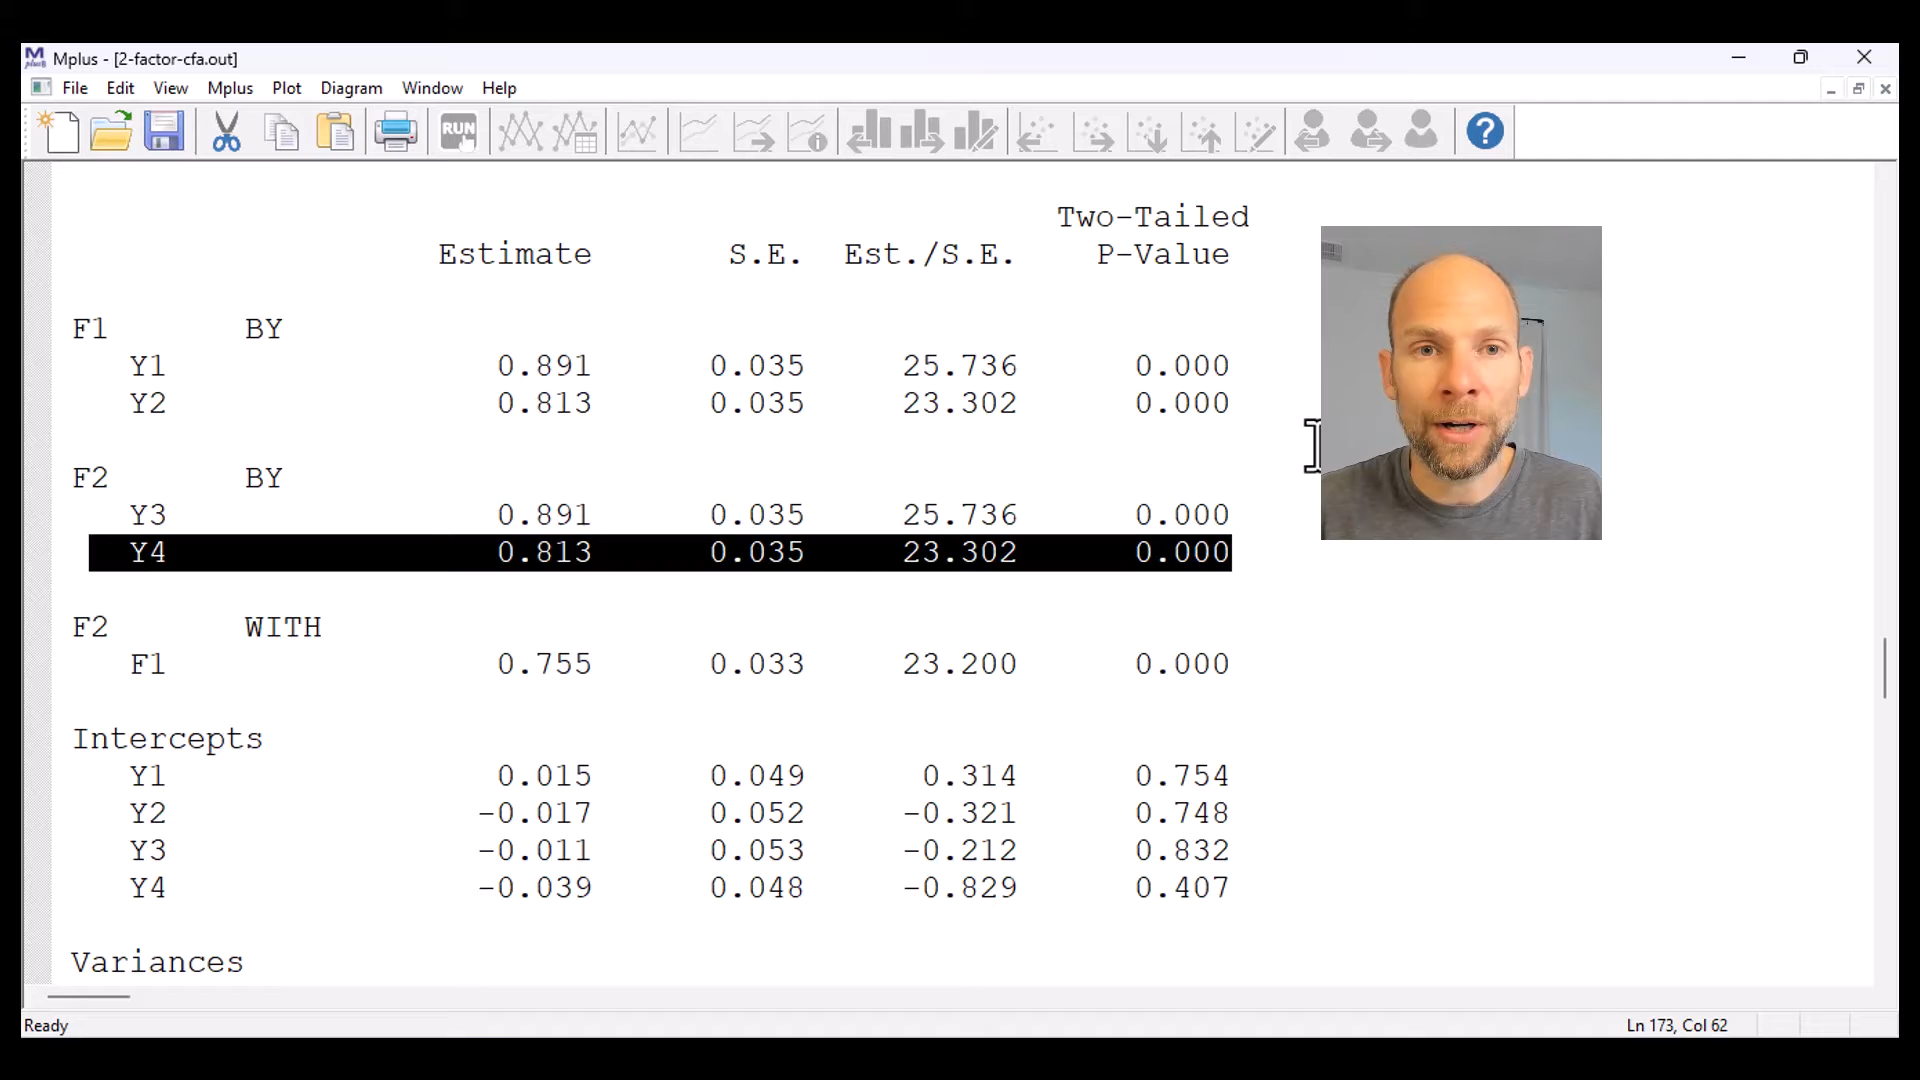 Mplus - [2-factor-cfa.out]
File Edit View Mplus Plot Diagram Window Help
RUN
Two-Tailed
Estimate S.E. Est./S.E. P-Value
F1 BY
Y1 0.891 0.035 25.736 0.000
Y2 0.813 0.035 23.302 0.000
F2 BY
Y3 0.891 0.035 25.736 0.000
Y4 0.813 0.035 23.302 0.000
F2 WITH
F1 0.755 0.033 23.200 0.000
Intercepts
Y1 0.015 0.049 0.314 0.754
Y2 -0.017 0.052 -0.321 0.748
Y3 -0.011 0.053 -0.212 0.832
Y4 -0.039 0.048 -0.829 0.407
Variances
Ready Ln 173, Col 62